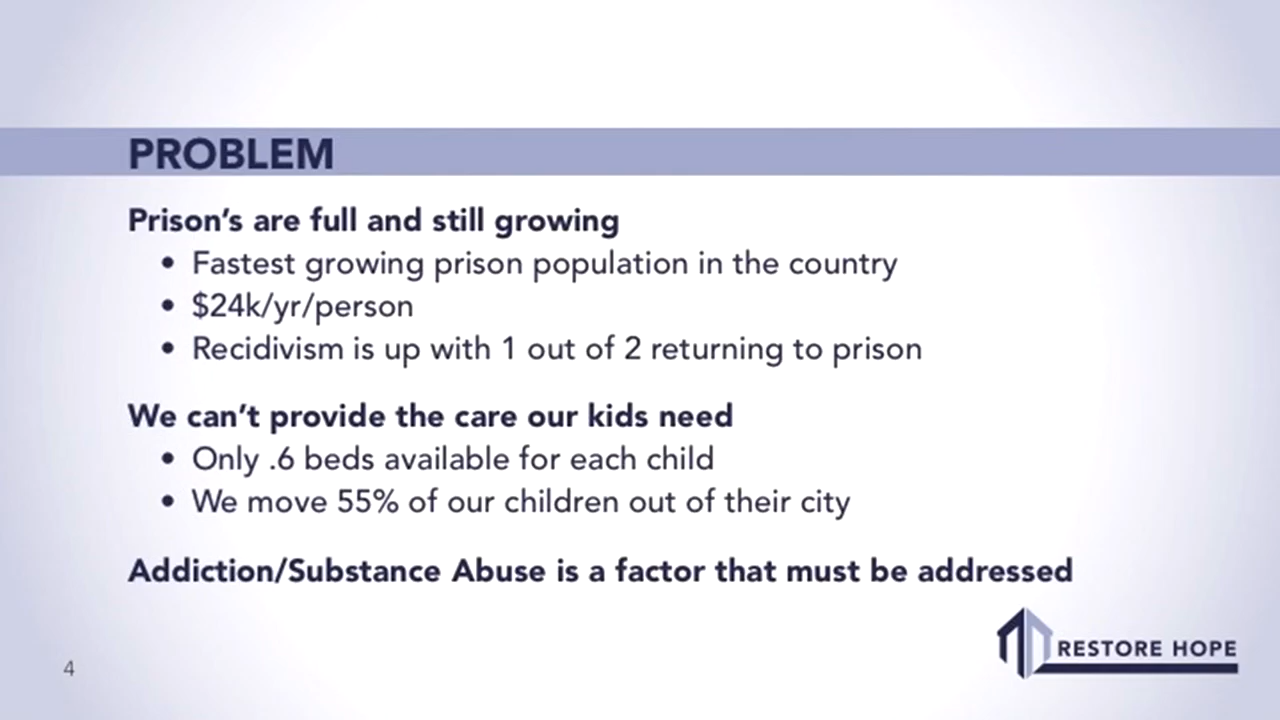 PROBLEM
Prison’s are full and still growing
• Fastest growing prison population in the country
• $24k/yr/person
• Recidivism is up with 1 out of 2 returning to prison
We can’t provide the care our kids need
• Only .6 beds available for each child
• We move 55% of our children out of their city
Addiction/Substance Abuse is a factor that must be addressed
RESTORE HOPE
4